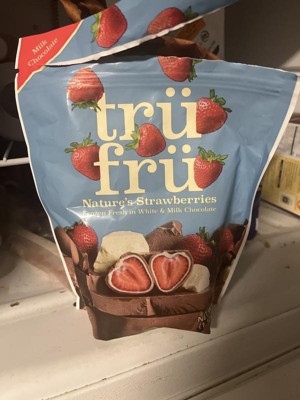 Milk
Chocolate
trü
frü
Nature's Strawberries
Frozen Fresh in White & Milk Chocolate